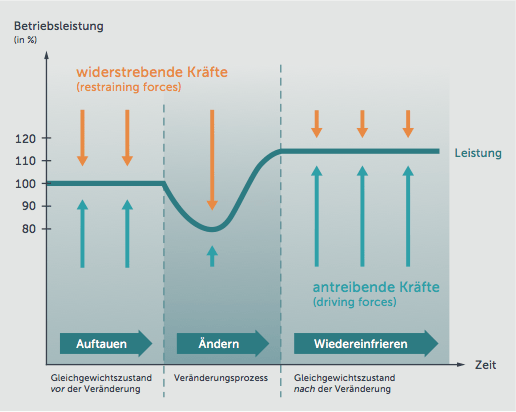 Betriebsleistung
(in %)
widerstrebende Kräfte
(restraining forces)
120
110
100
90
80
Leistung
antreibende Kräfte
(driving forces)
Auftauen
Ändern
Wiedereinfrieren
Zeit
Gleichgewichtszustand
vor der Veränderung
Veränderungsprozess
Gleichgewichtszustand
nach der Veränderung